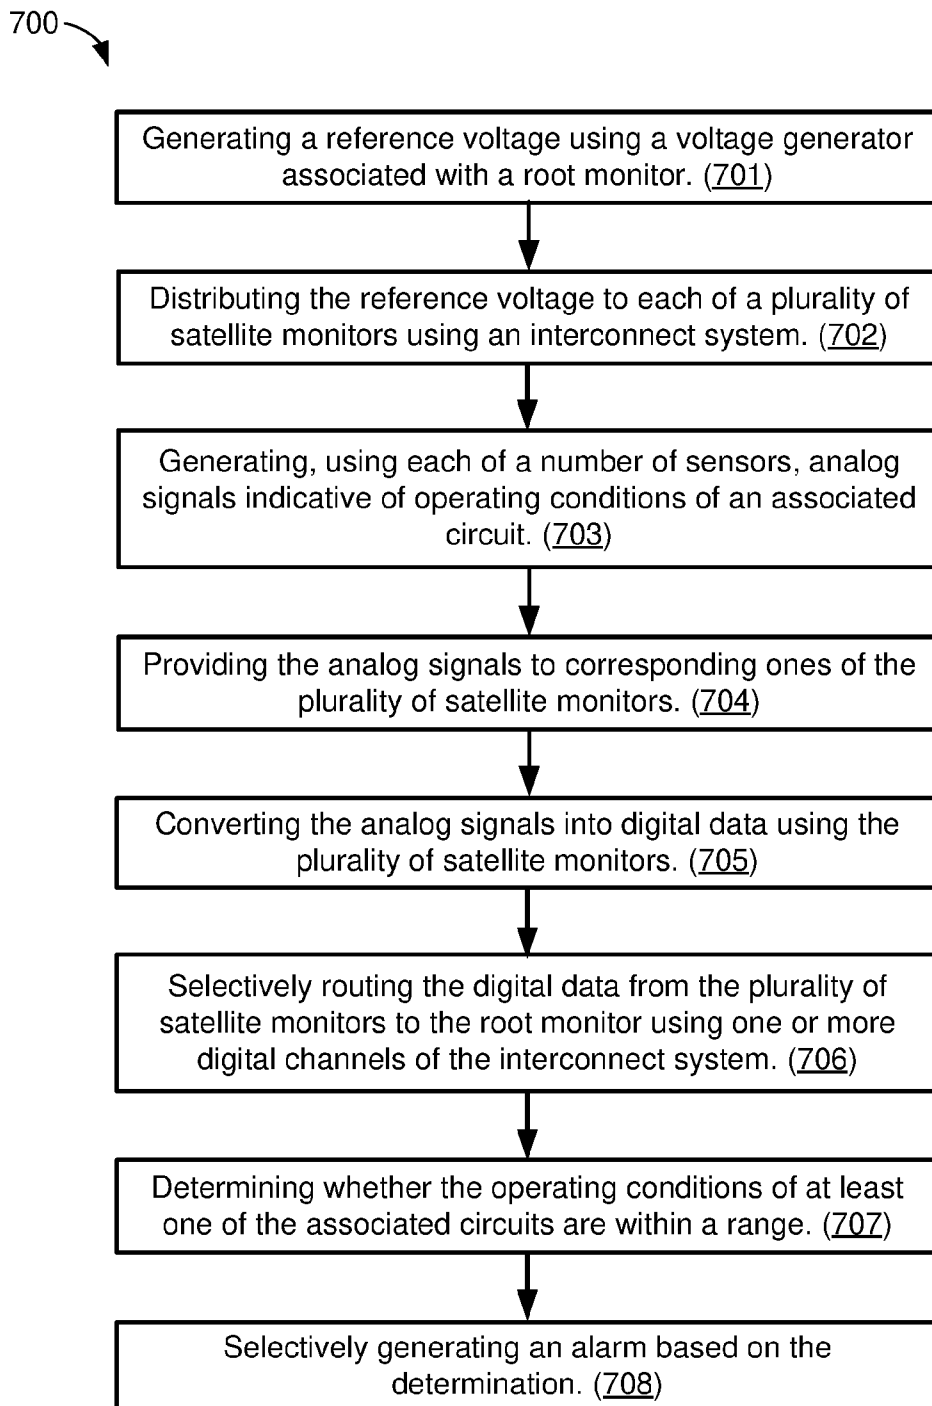 700
Generating a reference voltage using a voltage generator
associated with a root monitor. (701)
Distributing the reference voltage to each of a plurality of
satellite monitors using an interconnect system. (702)
Generating, using each of a number of sensors, analog
signals indicative of operating conditions of an associated
circuit. (703)
Providing the analog signals to corresponding ones of the
plurality of satellite monitors. (704)
Converting the analog signals into digital data using the
plurality of satellite monitors. (705)
Selectively routing the digital data from the plurality of
satellite monitors to the root monitor using one or more
digital channels of the interconnect system. (706)
Determining whether the operating conditions of at least
one of the associated circuits are within a range. (707)
Selectively generating an alarm based on the
determination. (708)